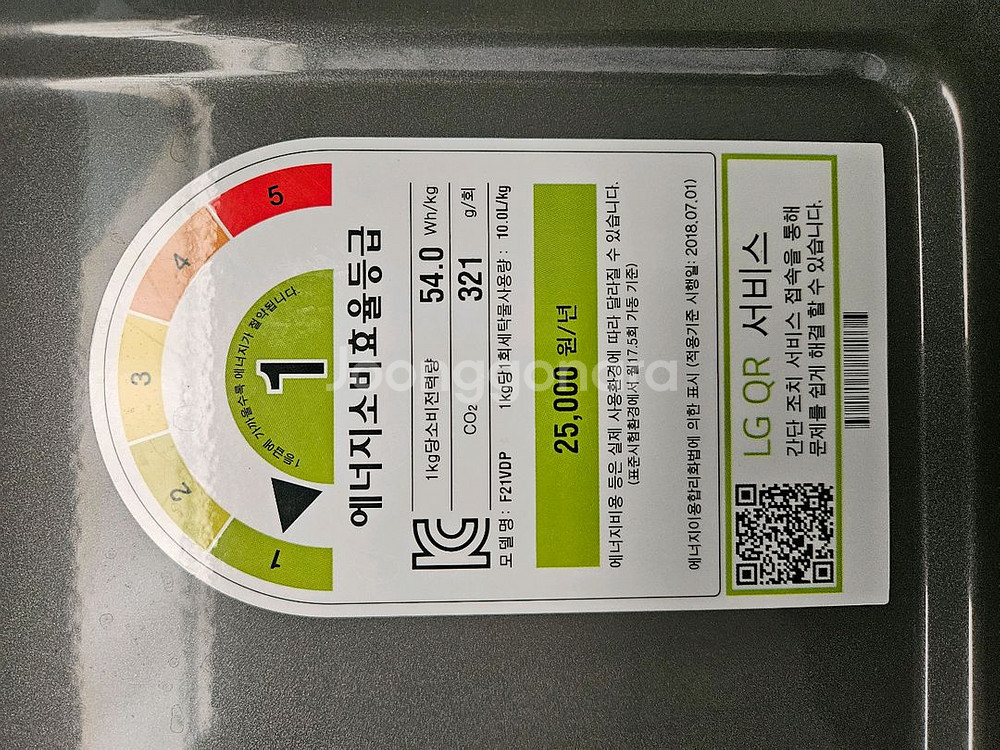 5
4
3
2
1
1등급에 가까울수록 에너지가 절약됩니다.
1
에너지소비효율등급
1kg당소비전력량 54.0 Wh/kg
CO₂ 321 g/회
모델명 : F21VDP 1kg당1회세탁물사용량 : 10.0L/kg
25,000 원/년
에너지비용 등은 실제 사용환경에 따라 달라질 수 있습니다.
(표준시험환경에서 월17.5회 가동 기준)
에너지이용합리화법에 의한 표시 (적용기준 시행일: 2018.07.01)
LG QR 서비스
간단 조치 서비스 접속을 통해
문제를 쉽게 해결 할 수 있습니다.
Joonggonara